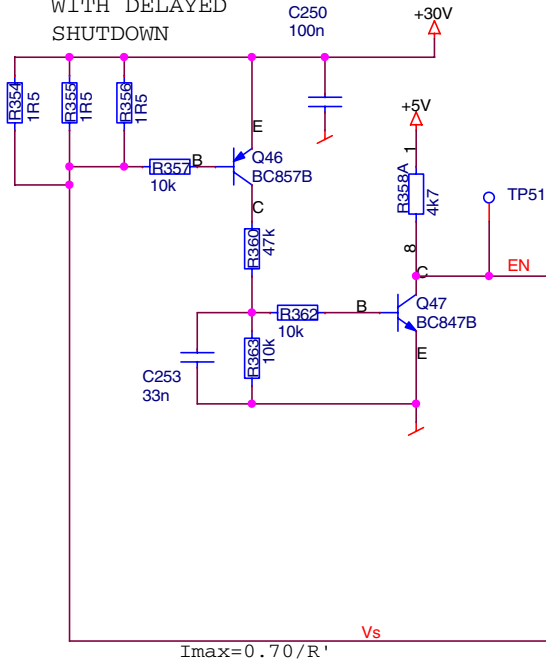 WITH DELAYED
SHUTDOWN
C250
100n
+30V
R354
1R5
R355
1R5
R356
1R5
+5V
E
1
R357
10k
B
Q46
BC857B
R358A
4k7
TP51
C
R360
47k
8
EN
C
R362
10k
B
Q47
BC847B
R363
10k
E
C253
33n
Vs
Imax=0.70/R'